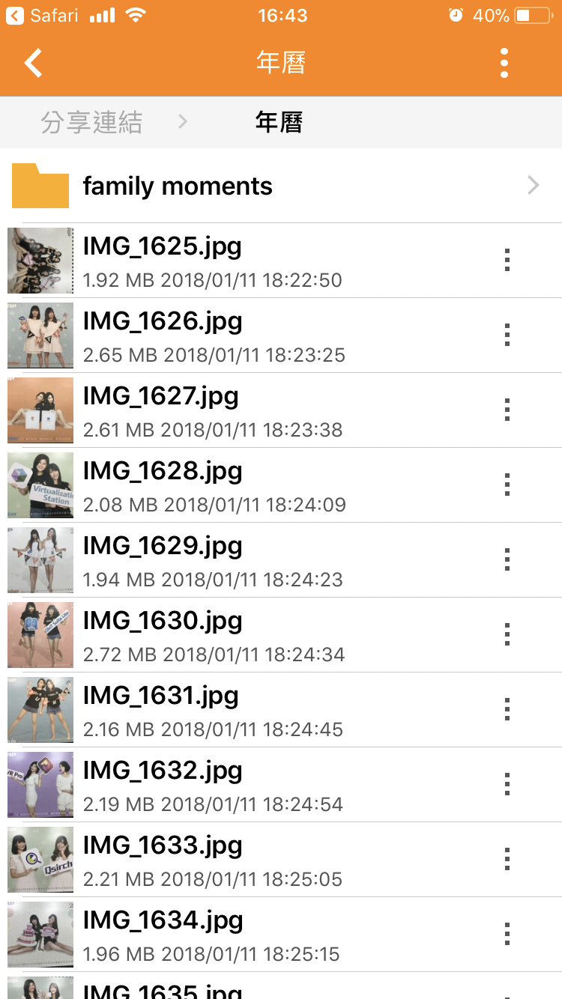 Safari 16:43 40%
年曆
分享連結 年曆
family moments
IMG_1625.jpg
1.92 MB 2018/01/11 18:22:50
IMG_1626.jpg
2.65 MB 2018/01/11 18:23:25
IMG_1627.jpg
2.61 MB 2018/01/11 18:23:38
IMG_1628.jpg
Virtualizati
Station
2.08 MB 2018/01/11 18:24:09
IMG_1629.jpg
1.94 MB 2018/01/11 18:24:23
IMG_1630.jpg
2.72 MB 2018/01/11 18:24:34
IMG_1631.jpg
2.16 MB 2018/01/11 18:24:45
IMG_1632.jpg
VR Pro
2.19 MB 2018/01/11 18:24:54
IMG_1633.jpg
Qsirch
2.21 MB 2018/01/11 18:25:05
IMG_1634.jpg
1.96 MB 2018/01/11 18:25:15
IMG_1635.jpg